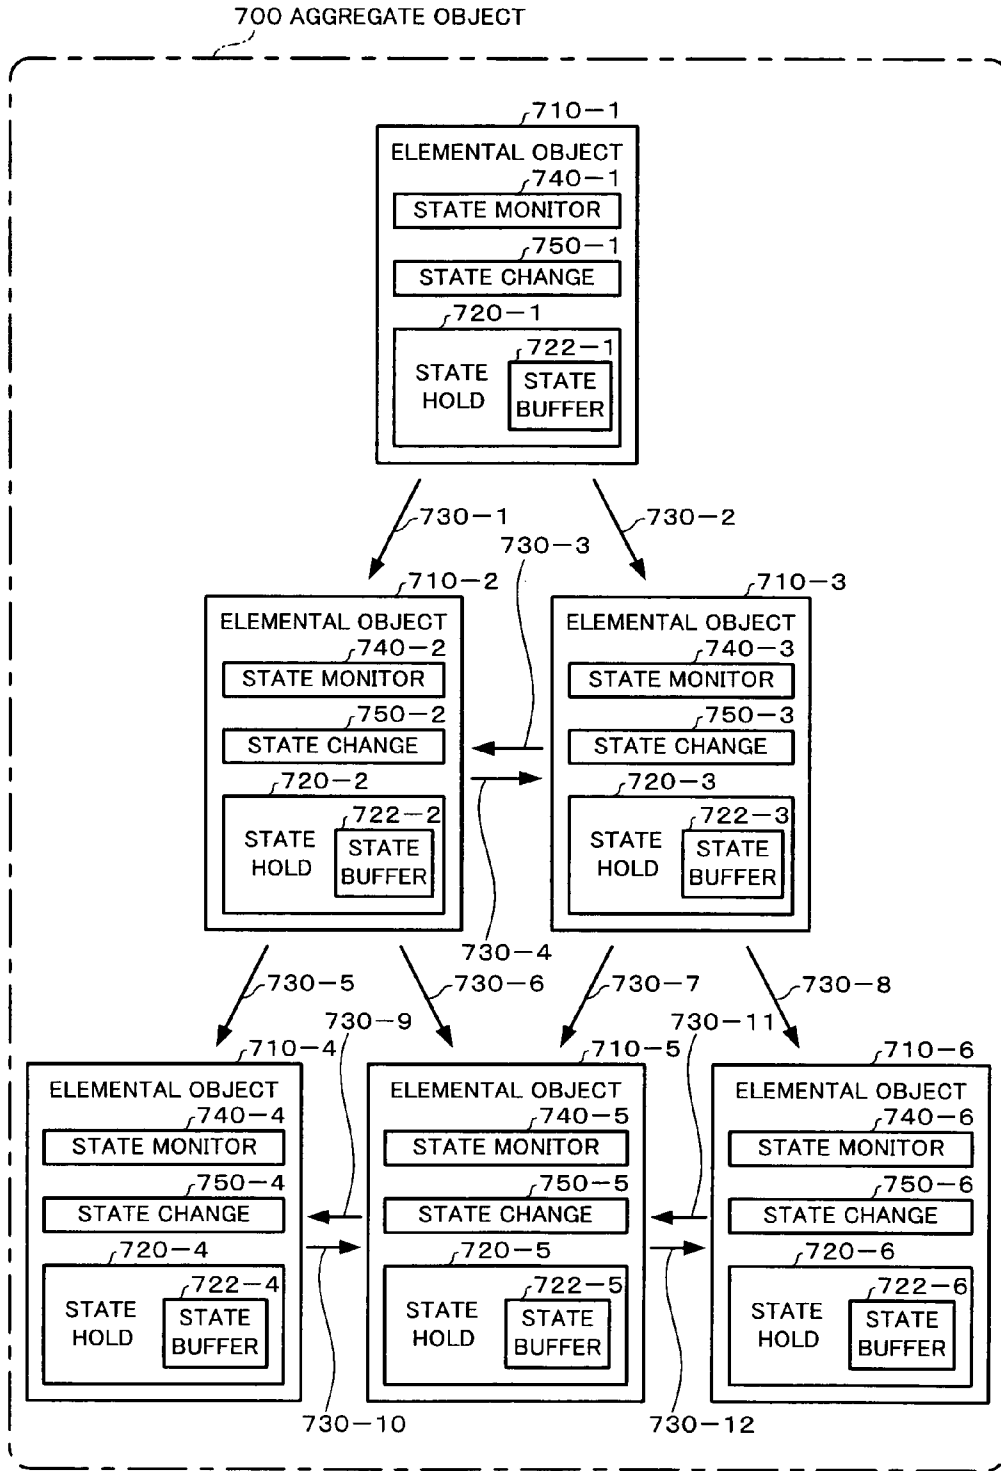 700 AGGREGATE OBJECT
710-1
ELEMENTAL OBJECT
740-1
STATE MONITOR
750-1
STATE CHANGE
720-1
722-1
STATE HOLD
STATE BUFFER
730-1
730-2
730-3
710-2
ELEMENTAL OBJECT
740-2
STATE MONITOR
750-2
STATE CHANGE
720-2
722-2
STATE HOLD
STATE BUFFER
710-3
ELEMENTAL OBJECT
740-3
STATE MONITOR
750-3
STATE CHANGE
720-3
722-3
STATE HOLD
STATE BUFFER
730-4
730-5
730-6
730-7
730-8
730-9
730-11
710-4
ELEMENTAL OBJECT
740-4
STATE MONITOR
750-4
STATE CHANGE
720-4
722-4
STATE HOLD
STATE BUFFER
710-5
ELEMENTAL OBJECT
740-5
STATE MONITOR
750-5
STATE CHANGE
720-5
722-5
STATE HOLD
STATE BUFFER
710-6
ELEMENTAL OBJECT
740-6
STATE MONITOR
750-6
STATE CHANGE
720-6
722-6
STATE HOLD
STATE BUFFER
730-10
730-12